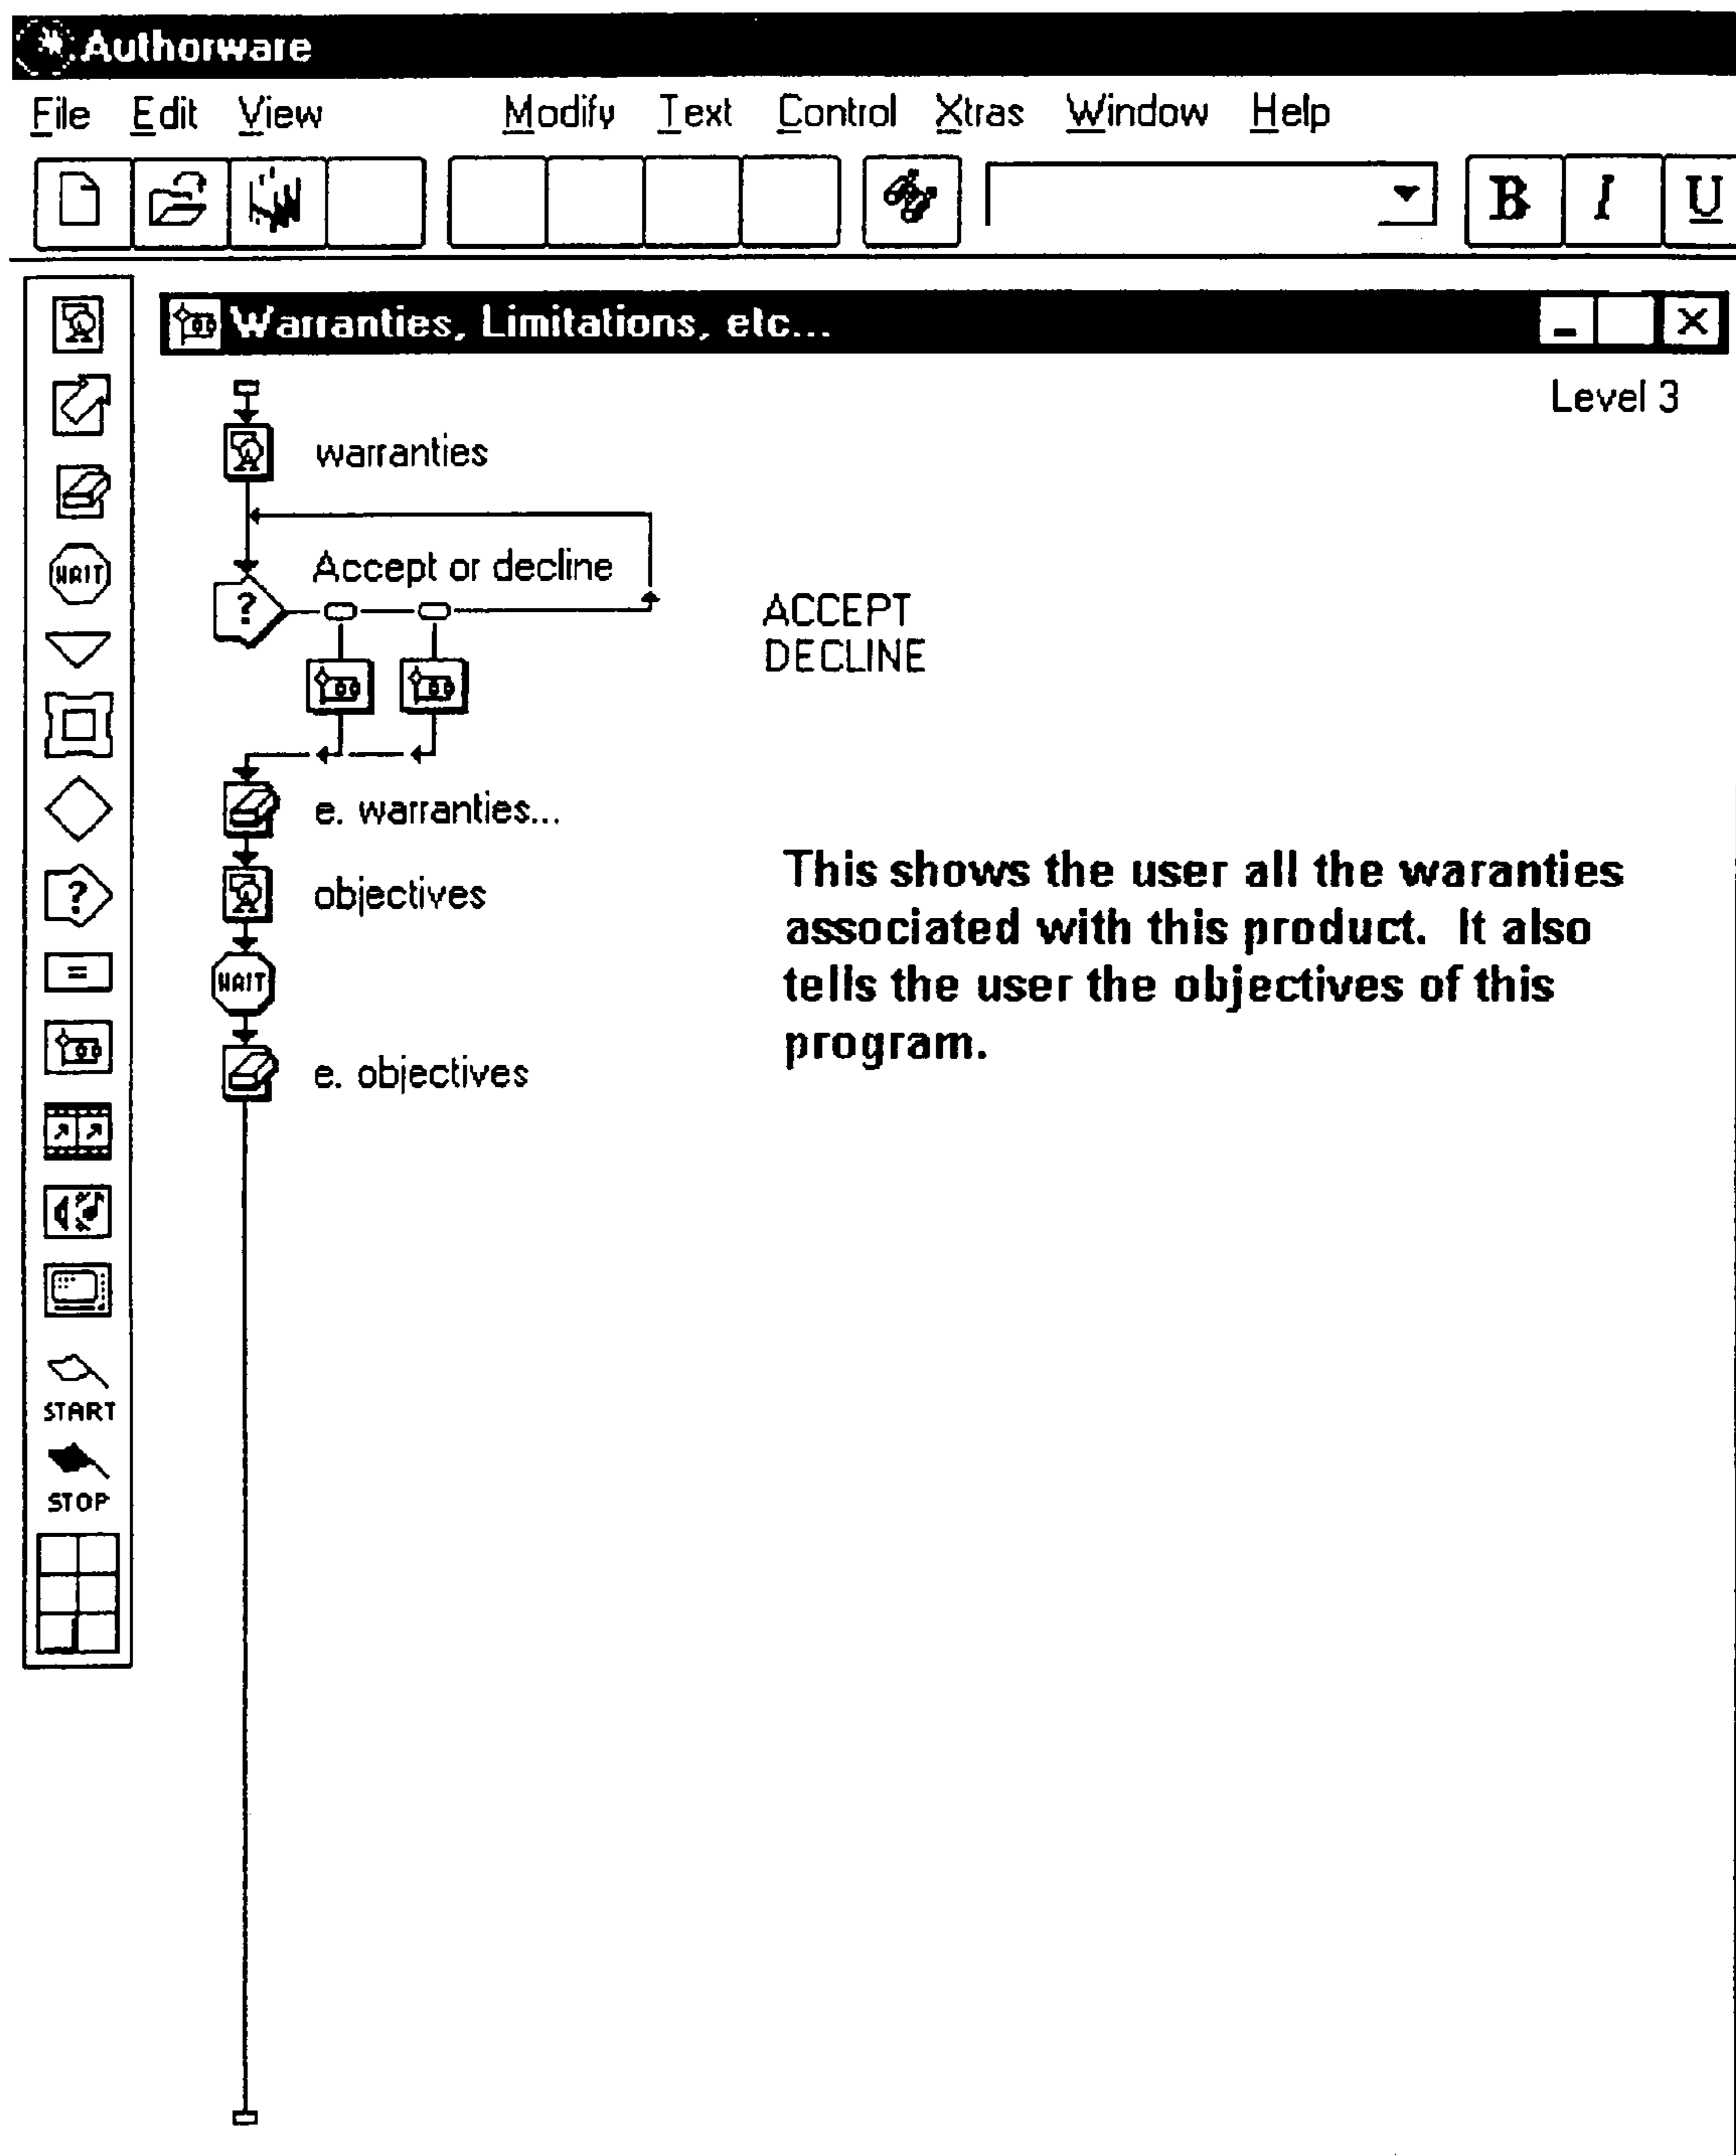 Authorware
File Edit View Modify Text Control Xtras Window Help
B I U
Warranties, Limitations, etc...
Level 3
warranties
Accept or decline
?
ACCEPT
DECLINE
e. warranties...
objectives
WAIT
e. objectives
This shows the user all the waranties
associated with this product. It also
tells the user the objectives of this
program.
WAIT
?
=
START
STOP